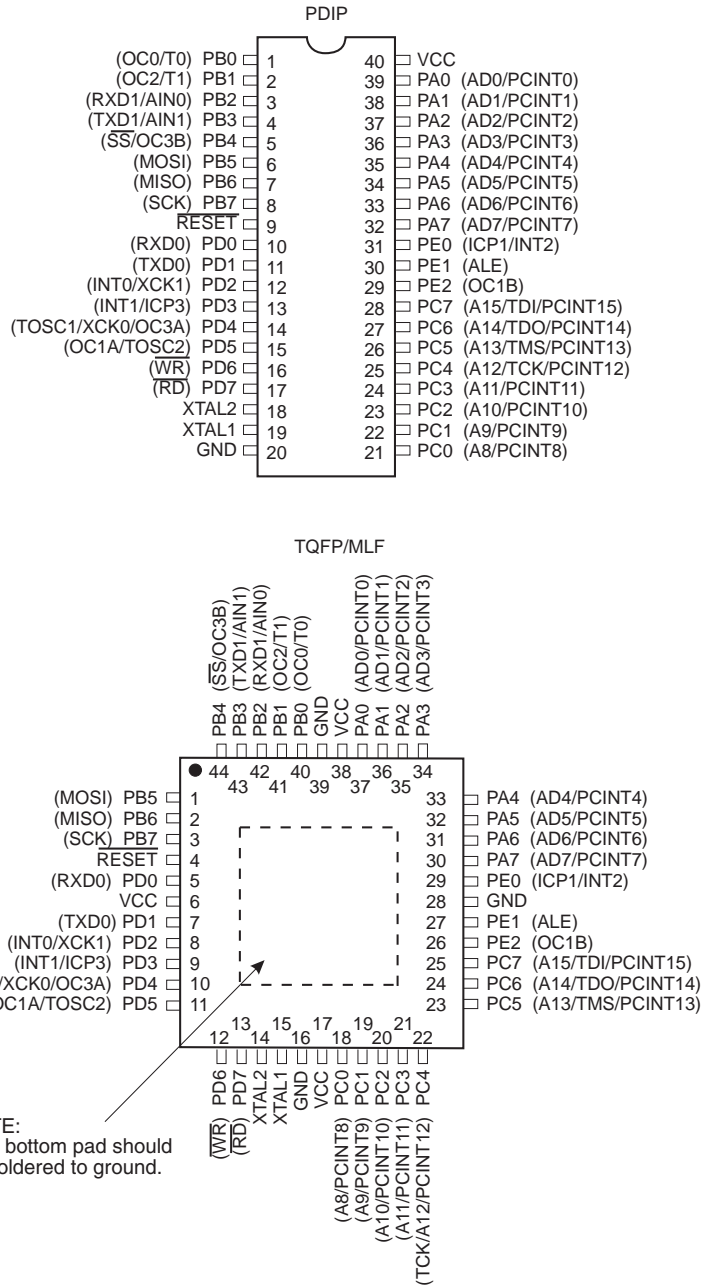 PDIP
(OC0/T0) PB0 1 40 VCC
(OC2/T1) PB1 2 39 PA0 (AD0/PCINT0)
(RXD1/AIN0) PB2 3 38 PA1 (AD1/PCINT1)
(TXD1/AIN1) PB3 4 37 PA2 (AD2/PCINT2)
(SS/OC3B) PB4 5 36 PA3 (AD3/PCINT3)
(MOSI) PB5 6 35 PA4 (AD4/PCINT4)
(MISO) PB6 7 34 PA5 (AD5/PCINT5)
(SCK) PB7 8 33 PA6 (AD6/PCINT6)
RESET 9 32 PA7 (AD7/PCINT7)
(RXD0) PD0 10 31 PE0 (ICP1/INT2)
(TXD0) PD1 11 30 PE1 (ALE)
(INT0/XCK1) PD2 12 29 PE2 (OC1B)
(INT1/ICP3) PD3 13 28 PC7 (A15/TDI/PCINT15)
(TOSC1/XCK0/OC3A) PD4 14 27 PC6 (A14/TDO/PCINT14)
(OC1A/TOSC2) PD5 15 26 PC5 (A13/TMS/PCINT13)
(WR) PD6 16 25 PC4 (A12/TCK/PCINT12)
(RD) PD7 17 24 PC3 (A11/PCINT11)
XTAL2 18 23 PC2 (A10/PCINT10)
XTAL1 19 22 PC1 (A9/PCINT9)
GND 20 21 PC0 (A8/PCINT8)
TQFP/MLF
PB4 (SS/OC3B)
PB3 (TXD1/AIN1)
PB2 (RXD1/AIN0)
PB1 (OC2/T1)
PB0 (OC0/T0)
GND
VCC
PA0 (AD0/PCINT0)
PA1 (AD1/PCINT1)
PA2 (AD2/PCINT2)
PA3 (AD3/PCINT3)
44 42 40 38 36 34
43 41 39 37 35
(MOSI) PB5 1 33 PA4 (AD4/PCINT4)
(MISO) PB6 2 32 PA5 (AD5/PCINT5)
(SCK) PB7 3 31 PA6 (AD6/PCINT6)
RESET 4 30 PA7 (AD7/PCINT7)
(RXD0) PD0 5 29 PE0 (ICP1/INT2)
VCC 6 28 GND
(TXD0) PD1 7 27 PE1 (ALE)
(INT0/XCK1) PD2 8 26 PE2 (OC1B)
(INT1/ICP3) PD3 9 25 PC7 (A15/TDI/PCINT15)
/XCK0/OC3A) PD4 10 24 PC6 (A14/TDO/PCINT14)
OC1A/TOSC2) PD5 11 23 PC5 (A13/TMS/PCINT13)
13 15 17 19 21
12 14 16 18 20 22
(WR) PD6
(RD) PD7
XTAL2
XTAL1
GND
VCC
(A8/PCINT8) PC0
(A9/PCINT9) PC1
(A10/PCINT10) PC2
(A11/PCINT11) PC3
(TCK/A12/PCINT12) PC4
TE:
bottom pad should
oldered to ground.